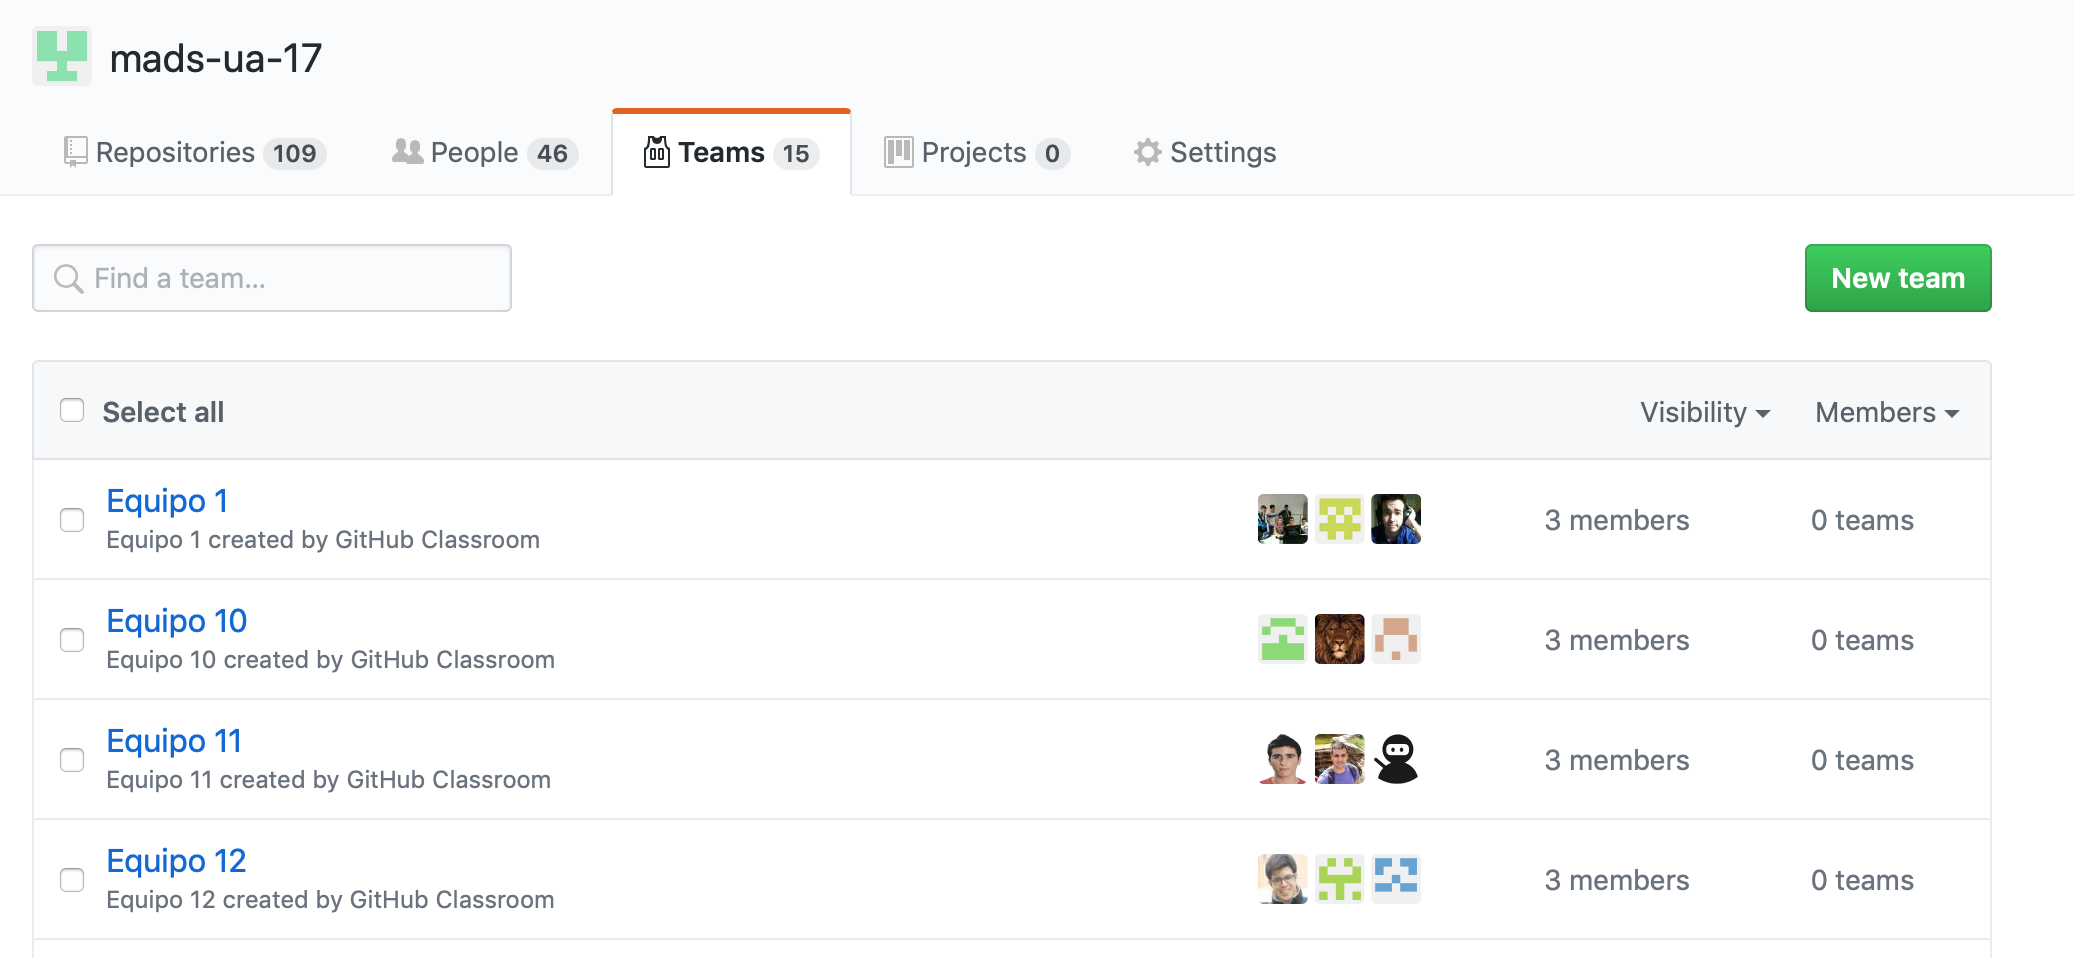 mads-ua-17
Repositories 109 People 46 Teams 15 Projects 0 Settings
Find a team... New team
Select all Visibility Members
Equipo 1
Equipo 1 created by GitHub Classroom
3 members 0 teams
Equipo 10
Equipo 10 created by GitHub Classroom
3 members 0 teams
Equipo 11
Equipo 11 created by GitHub Classroom
3 members 0 teams
Equipo 12
Equipo 12 created by GitHub Classroom
3 members 0 teams